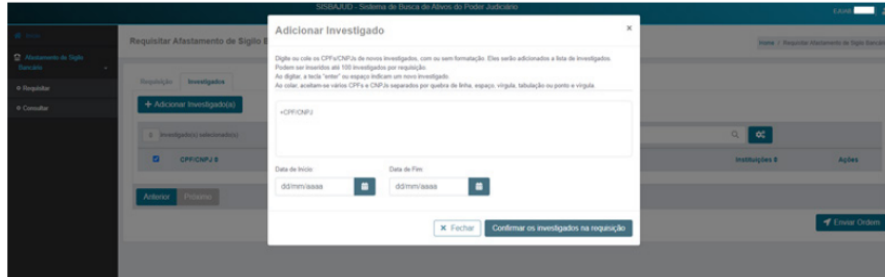 SISBAJUD - Sistema de Busca de Ativos do Poder Judiciário
Adicionar Investigado
×
Requisitar Afastamento de Sigilo B
Home / Requisitar Afastamento de Sigilo Bancári
Afastamento de Sigilo
Bancário
Requisitar
Consultar
Digite ou cole os CPFs/CNPJs de novos investigados, com ou sem formatação. Eles serão adicionados a lista de investigados.
Podem ser inseridos até 100 investigados por requisição.
Ao digitar, a tecla "enter" ou espaço indicam um novo investigado.
Ao colar, aceitam-se vários CPFs e CNPJs separados por quebra de linha, espaço, vírgula, tabulação ou ponto e vírgula.
Requisição Investigados
+ Adicionar Investigado(a)
+CPF/CNPJ
0 Investigado(s) selecionado(s)
CPF/CNPJ
Instituições
Ações
Data de Início
Data de Fim
dd/mm/aaaa
dd/mm/aaaa
Anterior
Próximo
× Fechar
Confirmar os investigados na requisição
Enviar Ordem